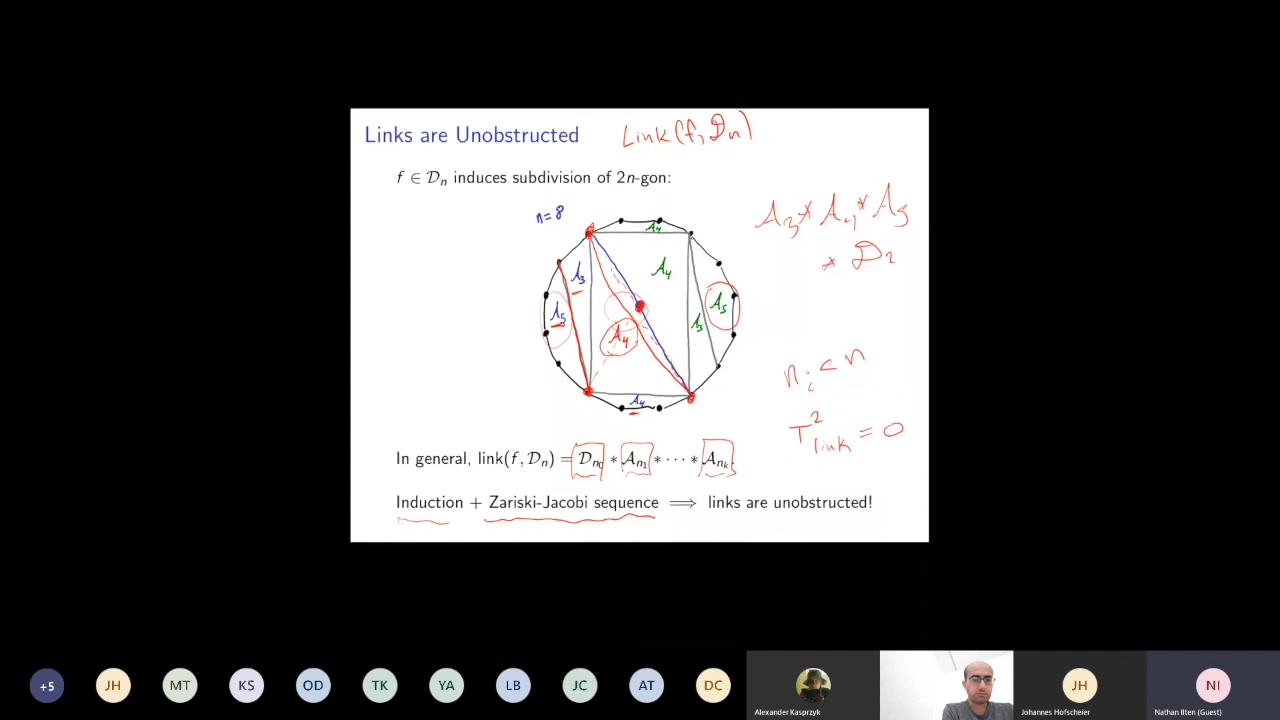 Links are Unobstructed
Link(f, 𝒟n)
f ∈ 𝒟n induces subdivision of 2n-gon:
n=8
A4
A3 * A4 * A5
* 𝒟2
A3
A4
A5
A5
A3
A4
A4
ni < n
T²link = 0
In general, link(f, 𝒟n) = 𝒟n0 * 𝒜n1 * ··· * 𝒜nk.
Induction + Zariski-Jacobi sequence ⟹ links are unobstructed!
+5
JH
MT
KS
OD
TK
YA
LB
JC
AT
DC
JH
NI
Alexander Kasprzyk
Johannes Hofscheier
Nathan Ilten (Guest)